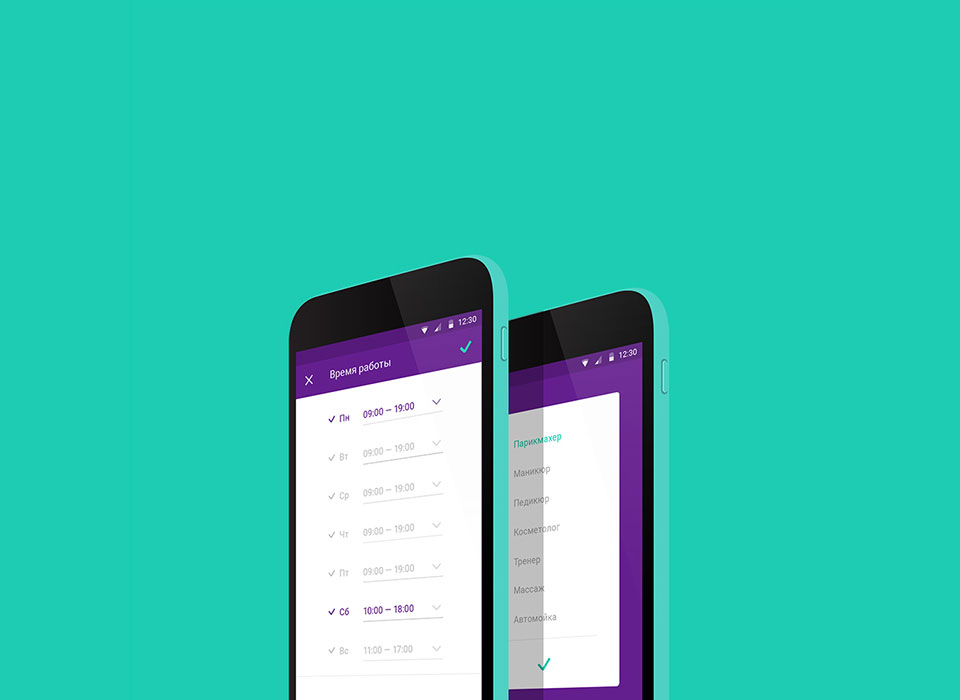 12:30
Время работы
Пн 09:00 — 19:00
Вт 09:00 — 19:00
Ср 09:00 — 19:00
Чт 09:00 — 19:00
Пт 09:00 — 19:00
Сб 10:00 — 18:00
Вс 11:00 — 17:00
12:30
Парикмахер
Маникюр
Педикюр
Косметолог
Тренер
Массаж
Автомойка